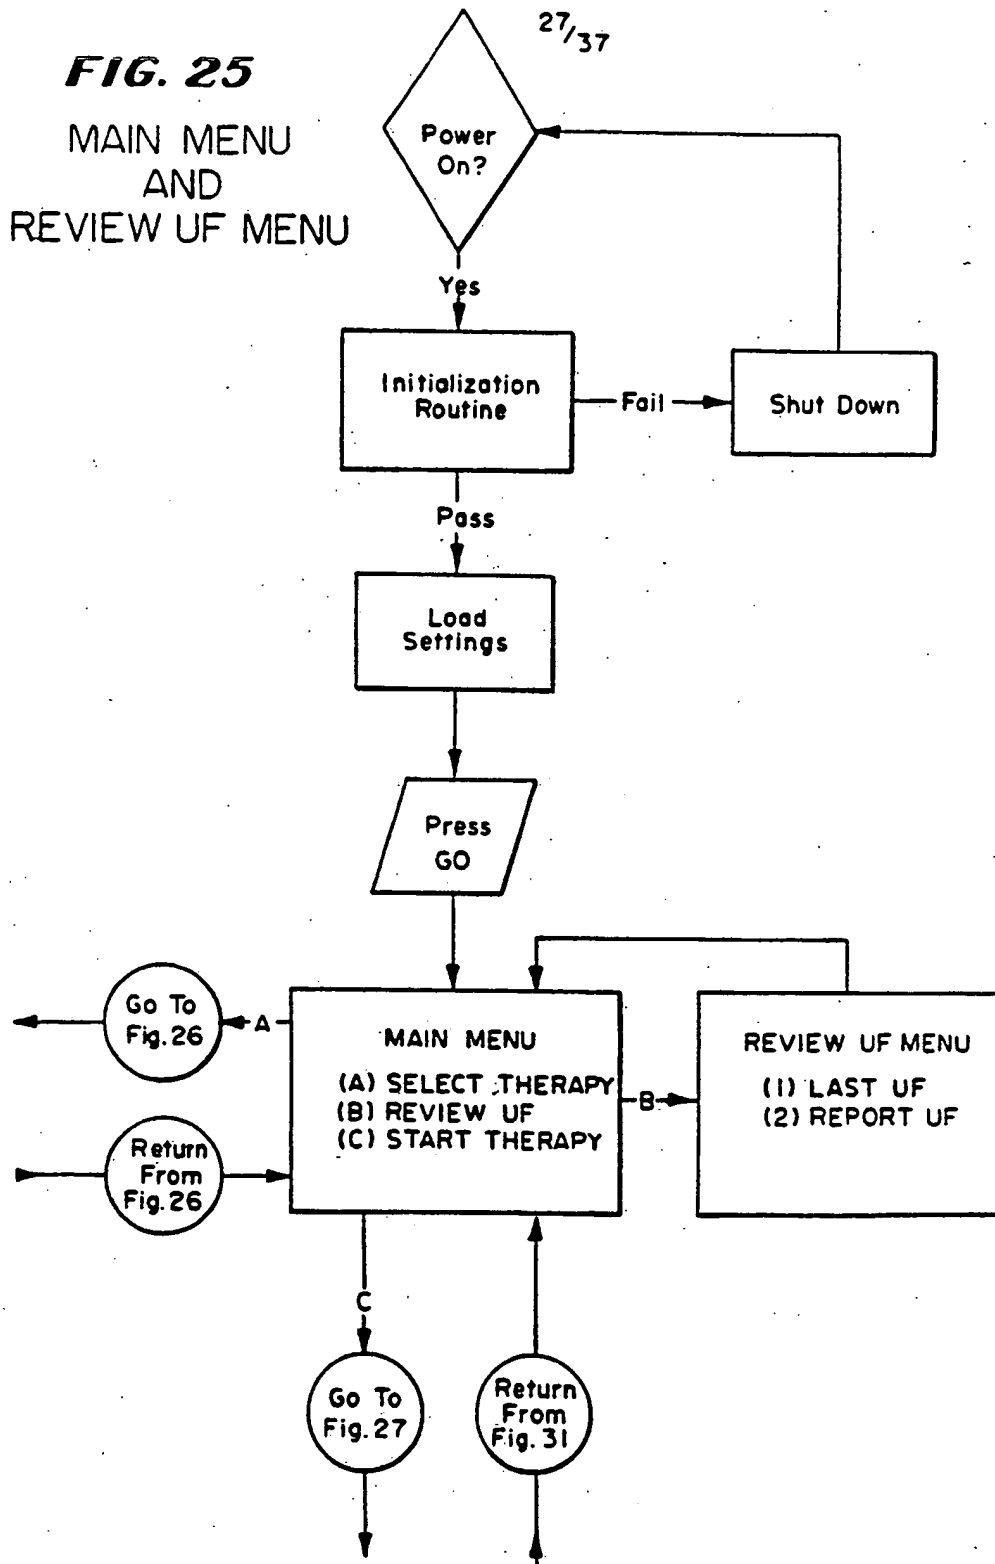 27/37
FIG. 25
MAIN MENU
AND
REVIEW UF MENU
Power
On?
Yes
Initialization
Routine
Fail
Shut Down
Pass
Load
Settings
Press
GO
Go To
Fig. 26
A
MAIN MENU
(A) SELECT THERAPY
(B) REVIEW UF
(C) START THERAPY
B
REVIEW UF MENU
(1) LAST UF
(2) REPORT UF
Return
From
Fig. 26
C
Go To
Fig. 27
Return
From
Fig. 31